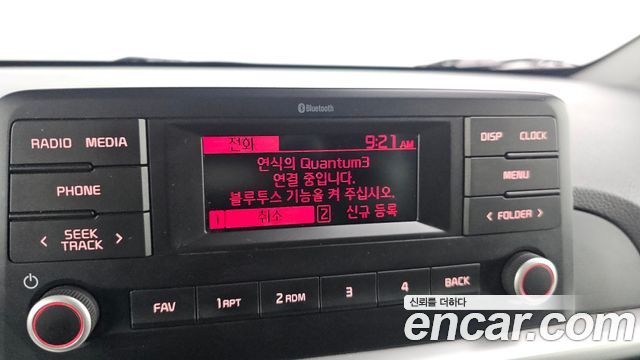 Bluetooth
RADIO MEDIA
전화 9:21 AM
DISP CLOCK
연식의 Quantum3
연결 중입니다.
블루투스 기능을 켜 주십시오.
1 취소 2 신규 등록
PHONE
MENU
< SEEK TRACK >
< FOLDER >
FAV 1 RPT 2 RDM 3 4 BACK
신뢰를 더하다
encar.com